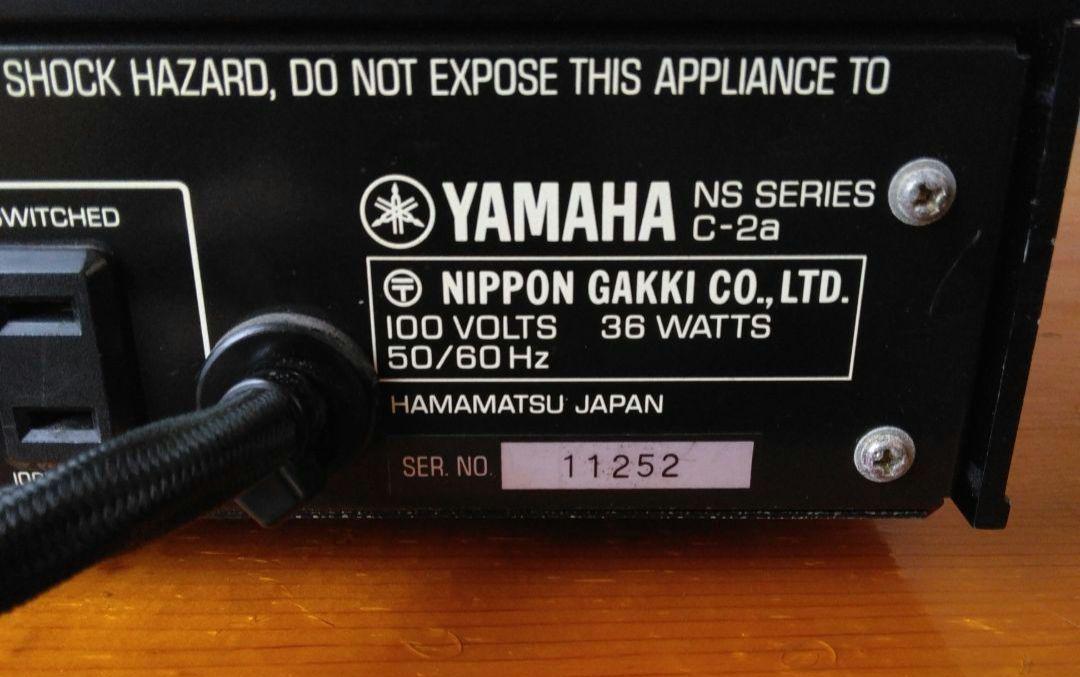 SHOCK HAZARD, DO NOT EXPOSE THIS APPLIANCE TO
SWITCHED
YAMAHA NS SERIES
C-2a
〶 NIPPON GAKKI CO., LTD.
100 VOLTS 36 WATTS
50/60 Hz
HAMAMATSU JAPAN
SER. NO. 11252